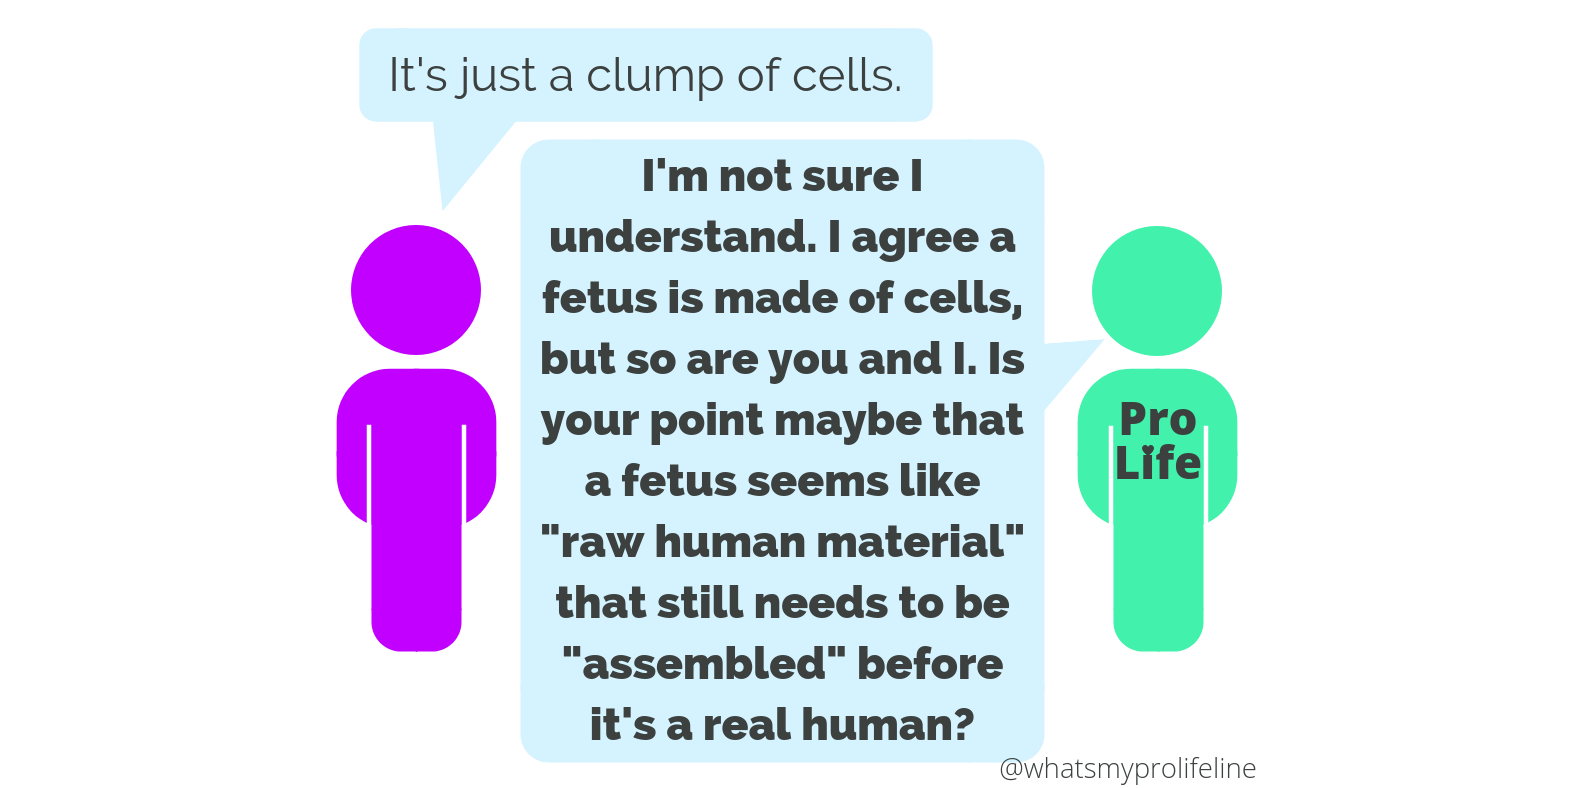 It's just a clump of cells.
I'm not sure I
understand. I agree a
fetus is made of cells,
but so are you and I. Is
your point maybe that
a fetus seems like
"raw human material"
that still needs to be
"assembled" before
it's a real human?
Pro
Life
@whatsmyprolifeline